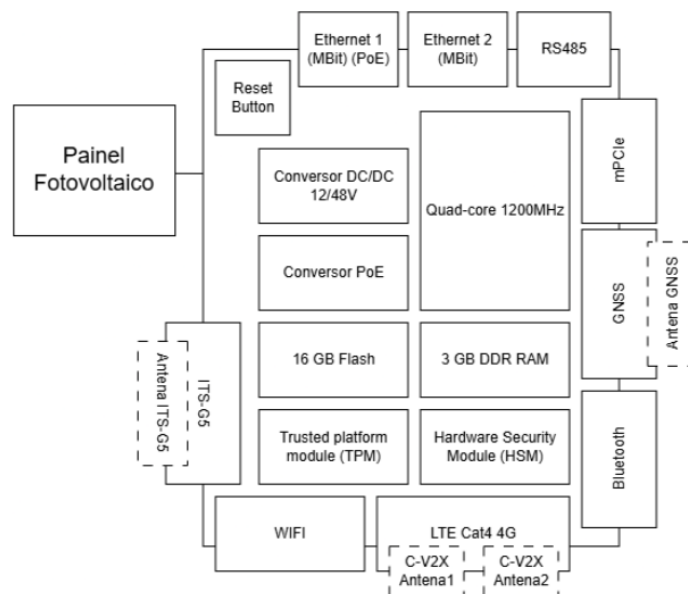 Ethernet 1
(MBit) (PoE)
Ethernet 2
(MBit)
RS485
Reset
Button
Painel
Fotovoltaico
Conversor DC/DC
12/48V
Quad-core 1200MHz
mPCIe
Conversor PoE
GNSS
Antena GNSS
Antena ITS-G5
ITS-G5
16 GB Flash
3 GB DDR RAM
Trusted platform
module (TPM)
Hardware Security
Module (HSM)
Bluetooth
WIFI
LTE Cat4 4G
C-V2X
Antena1
C-V2X
Antena2